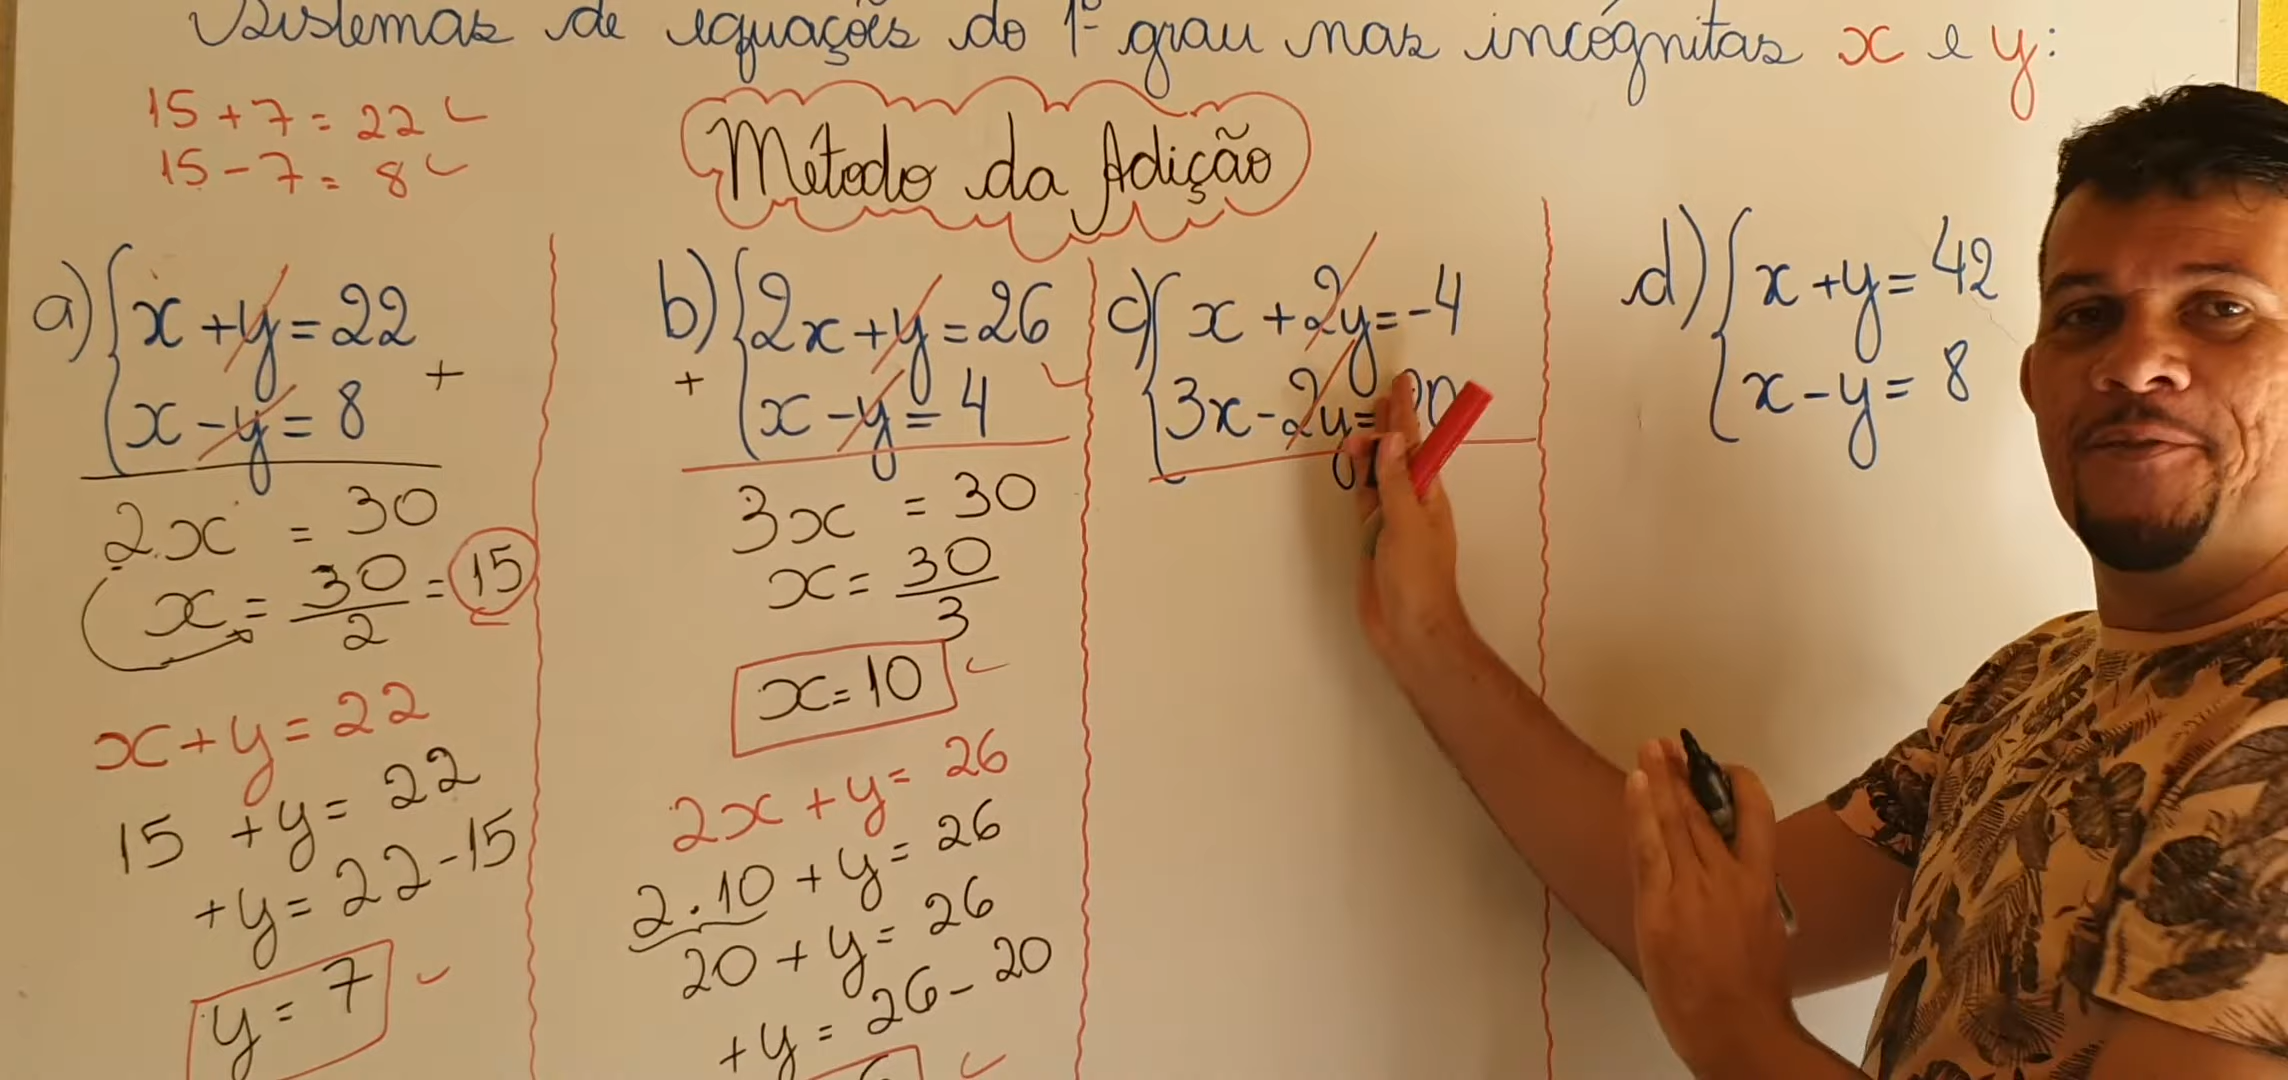 Sistemas de equações do 1º grau nas incógnitas x e y:
15 + 7 = 22
15 - 7 = 8
Método da Adição
a) x + y = 22
x - y = 8
+
2x = 30
x = 30/2 = 15
x + y = 22
15 + y = 22
+y = 22 - 15
y = 7
b) 2x + y = 26
+
x - y = 4
3x = 30
x = 30/3
x = 10
2x + y = 26
2 . 10 + y = 26
20 + y = 26
+y = 26 - 20
c) x + 2y = -4
3x - 2y =
d) x + y = 42
x - y = 8